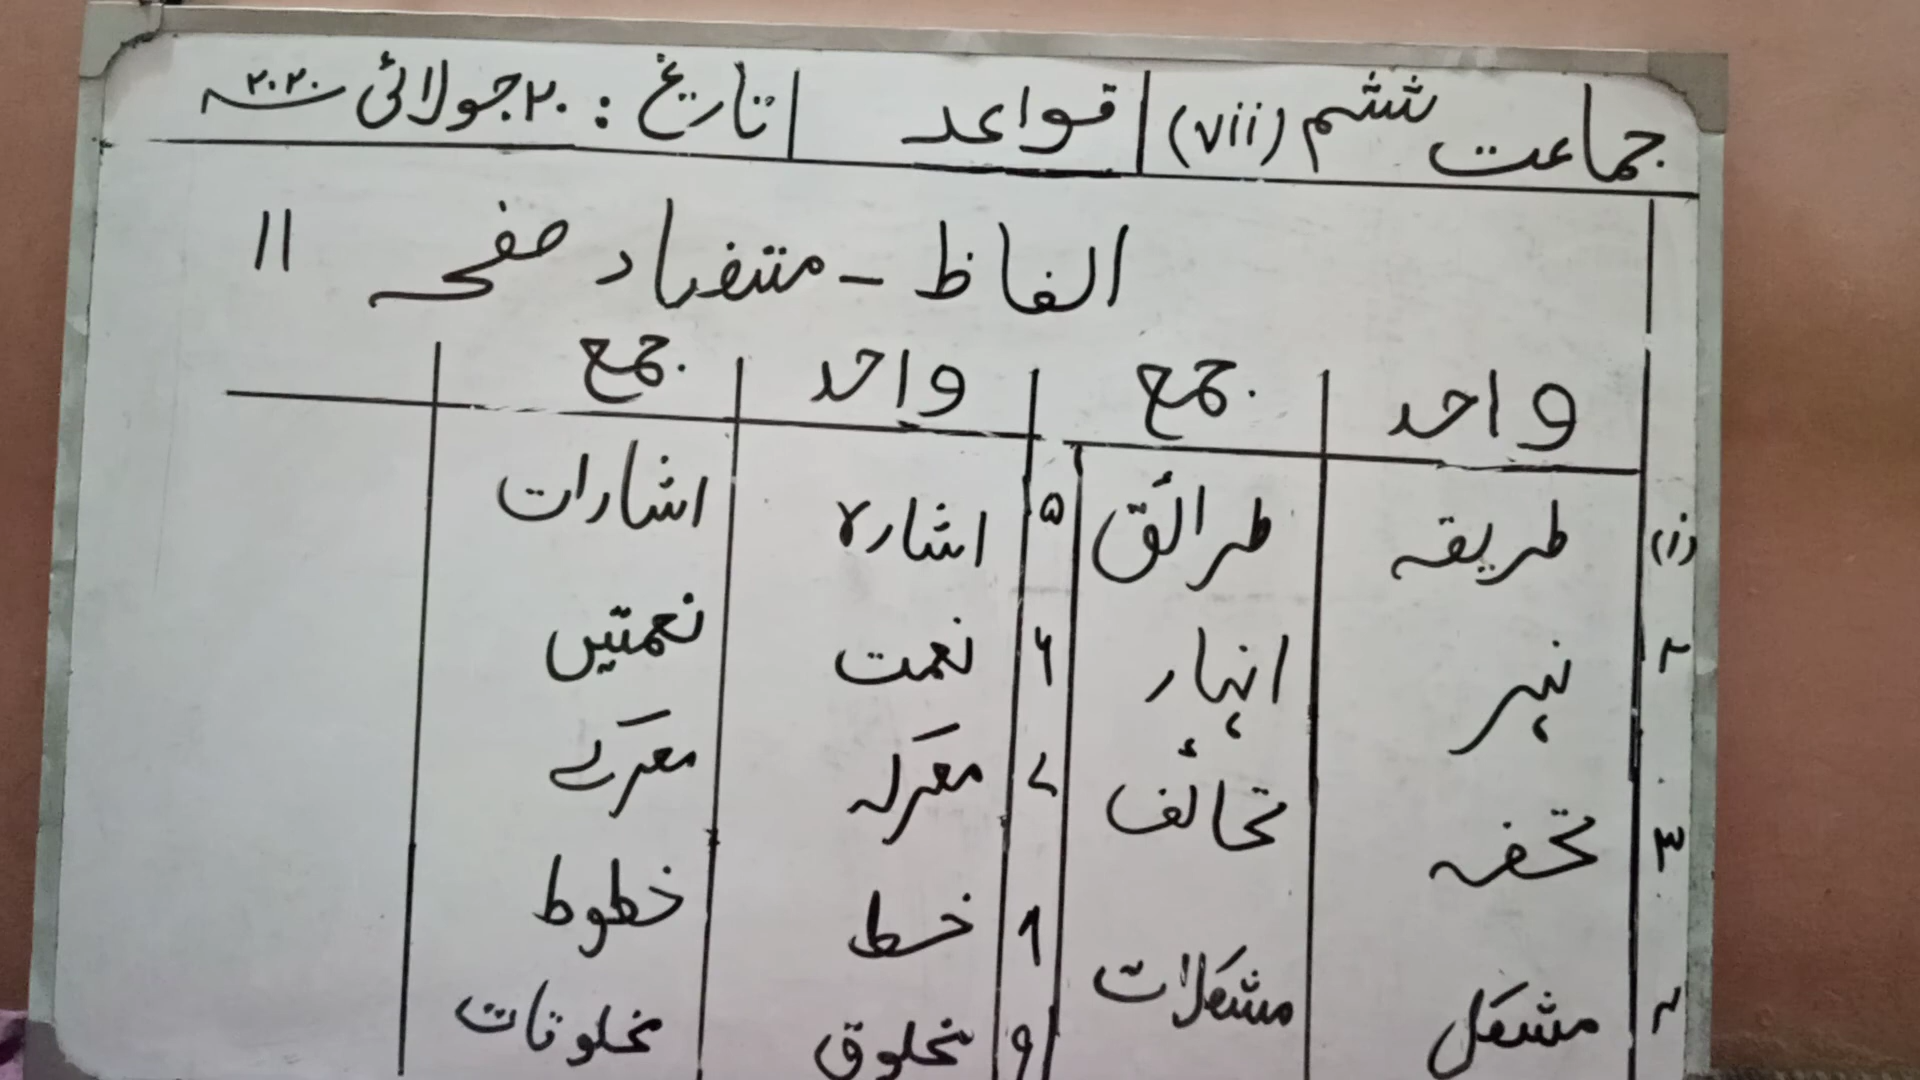 جماعت ششم (vii) | قواعد | تاریخ : ۲۰ جولائی ۲۰۲۰ء
الفاظ - متضاد صفحہ 11
واحد جمع واحد جمع
(۱) طریقہ طرائق ۵ اشارہ اشارات
۲ نہر انہار ۶ نعمت نعمتیں
۳ تحفہ تحائف ۷ معرکہ معرکے
۴ مشکل مشکلات ۸ خط خطوط
۹ مخلوق مخلوقات